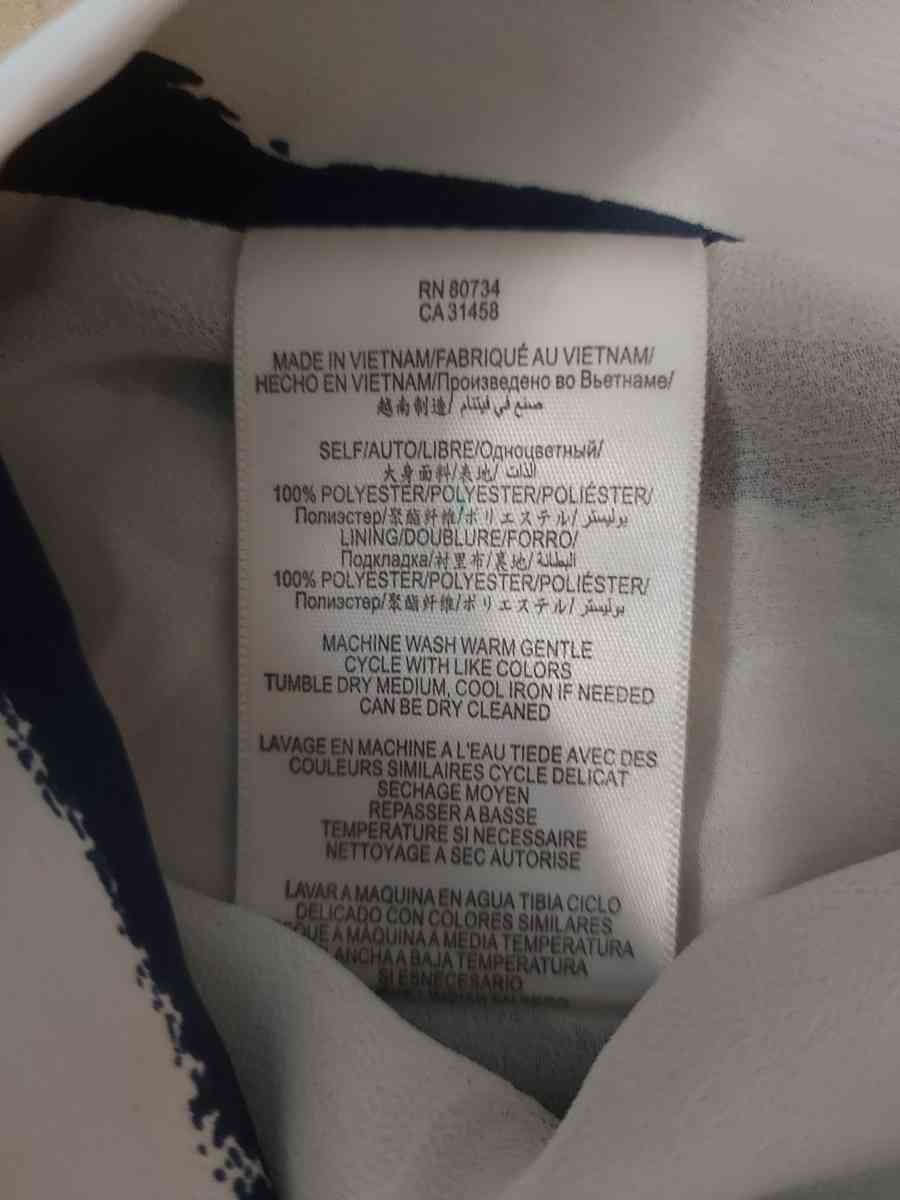 RN 60734
CA 31458
MADE IN VIETNAM/FABRIQUÉ AU VIETNAM/
HECHO EN VIETNAM/Произведено во Вьетнаме/
越南制造/ صنع في فيتنام
SELF/AUTO/LIBRE/Одноцветный/
大身面料/表地/ الذات
100% POLYESTER/POLYESTER/POLIÉSTER/
Полиэстер/聚酯纤维/ポリエステル/ بوليستر
LINING/DOUBLURE/FORRO/
Подкладка/衬里布/裏地/ البطانة
100% POLYESTER/POLYESTER/POLIÉSTER/
Полиэстер/聚酯纤维/ポリエステル/ بوليستر
MACHINE WASH WARM GENTLE
CYCLE WITH LIKE COLORS
TUMBLE DRY MEDIUM, COOL IRON IF NEEDED
CAN BE DRY CLEANED
LAVAGE EN MACHINE A L'EAU TIEDE AVEC DES
COULEURS SIMILAIRES CYCLE DELICAT
SECHAGE MOYEN
REPASSER A BASSE
TEMPERATURE SI NECESSAIRE
NETTOYAGE A SEC AUTORISE
LAVAR A MAQUINA EN AGUA TIBIA CICLO
DELICADO CON COLORES SIMILARES
QUE A MAQUINA A MEDIA TEMPERATURA
ANCHA A BAJA TEMPERATURA
SI ESNECESARIO